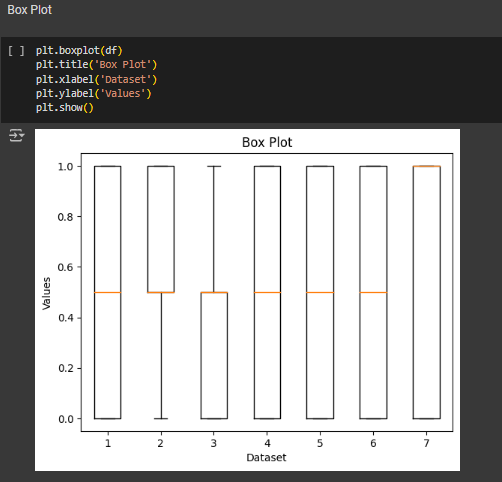 Box Plot
[ ] plt.boxplot(df)
plt.title('Box Plot')
plt.xlabel('Dataset')
plt.ylabel('Values')
plt.show()
Box Plot
1.0
0.8
0.6
0.4
0.2
0.0
Values
1 2 3 4 5 6 7
Dataset